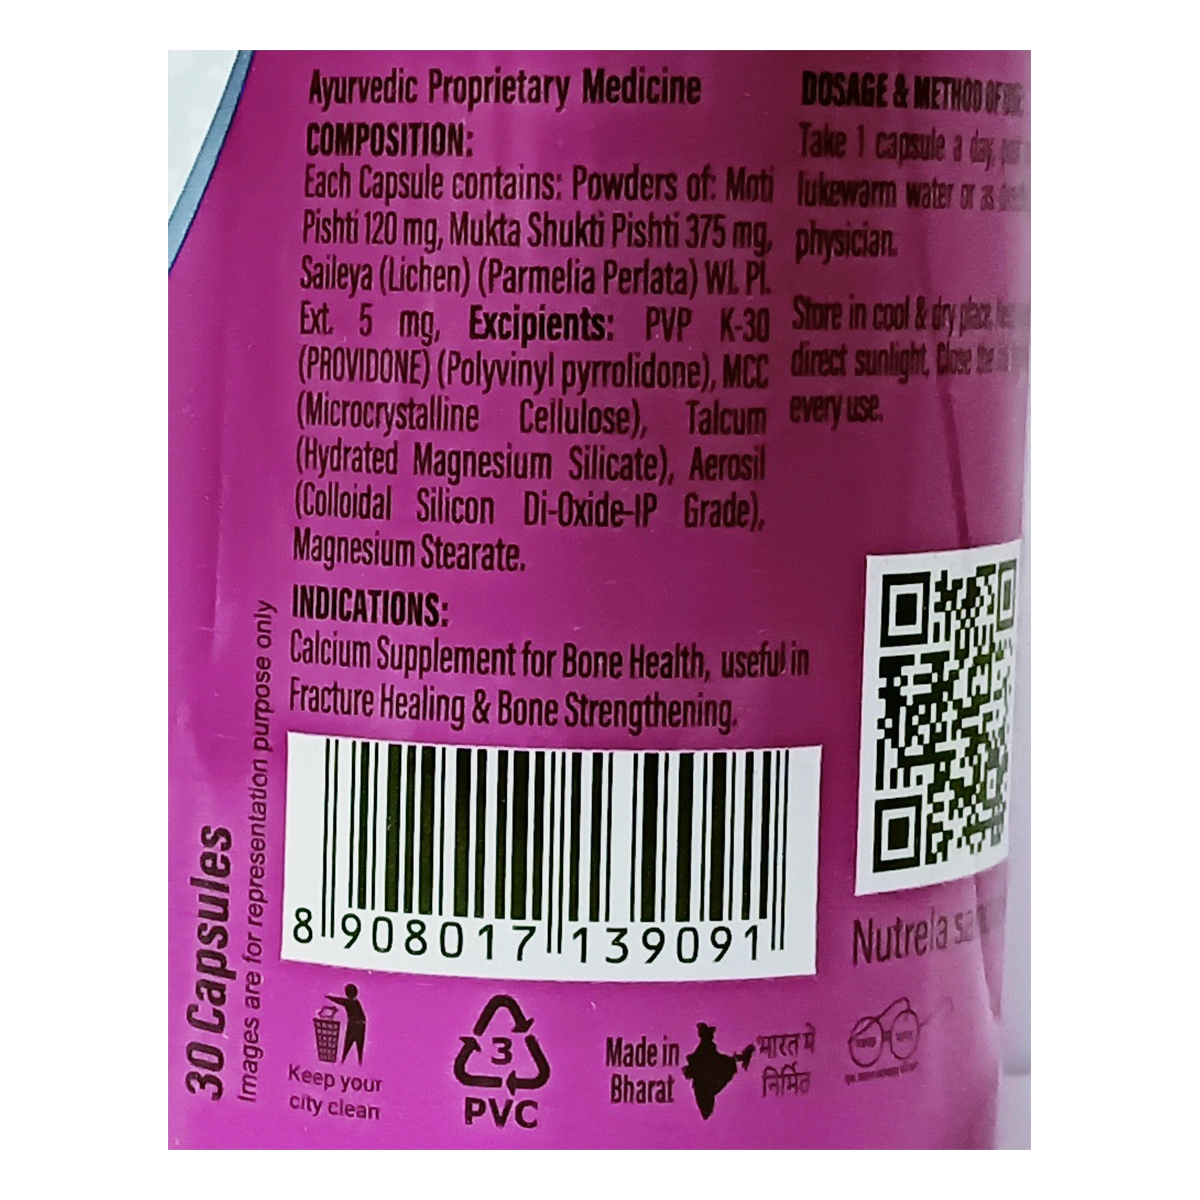 Ayurvedic Proprietary Medicine
COMPOSITION:
Each Capsule contains: Powders of: Moti
Pishti 120 mg, Mukta Shukti Pishti 375 mg,
Saileya (Lichen) (Parmelia Perlata) Wl. Pl.
Ext. 5 mg, Excipients: PVP K-30
(PROVIDONE) (Polyvinyl pyrrolidone), MCC
(Microcrystalline Cellulose), Talcum
(Hydrated Magnesium Silicate), Aerosil
(Colloidal Silicon Di-Oxide-IP Grade),
Magnesium Stearate.
INDICATIONS:
Calcium Supplement for Bone Health, useful in
Fracture Healing & Bone Strengthening.
8 908017 139091
DOSAGE & METHOD OF
Take 1 capsule a day,
lukewarm water or as
physician.
Store in cool & dry place,
direct sunlight. Close the
every use.
Nutrela
30 Capsules
Images are for representation purpose only
Keep your
city clean
3
PVC
Made in
Bharat
भारत में
निर्मित